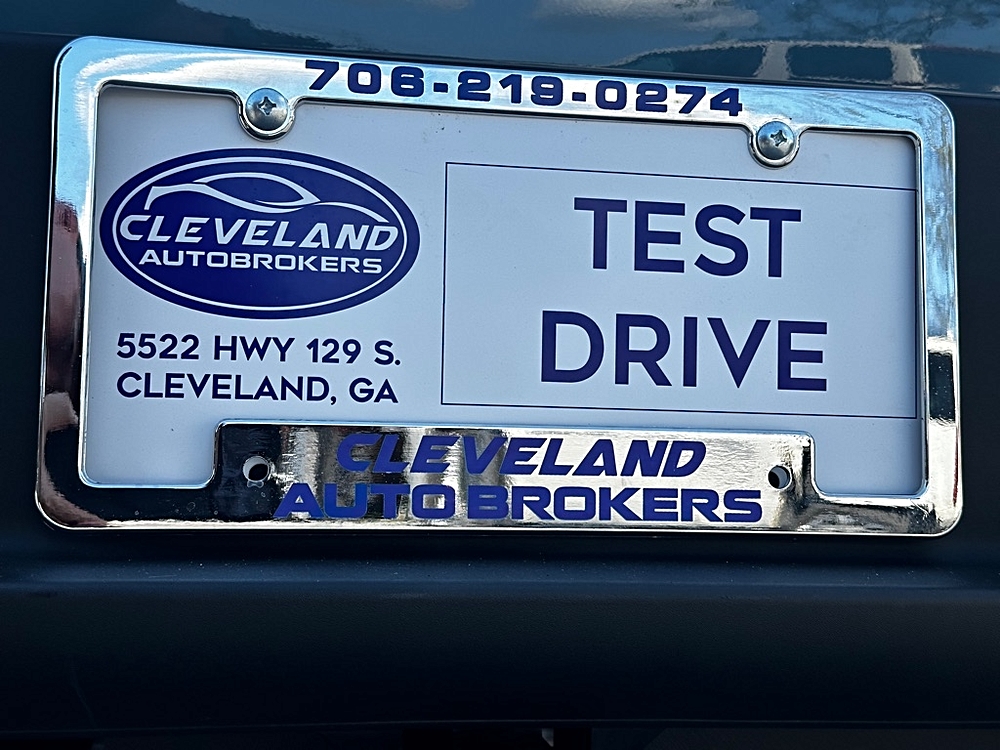 706-219-0274
CLEVELAND
AUTOBROKERS
5522 HWY 129 S.
CLEVELAND, GA
TEST
DRIVE
CLEVELAND
AUTO BROKERS